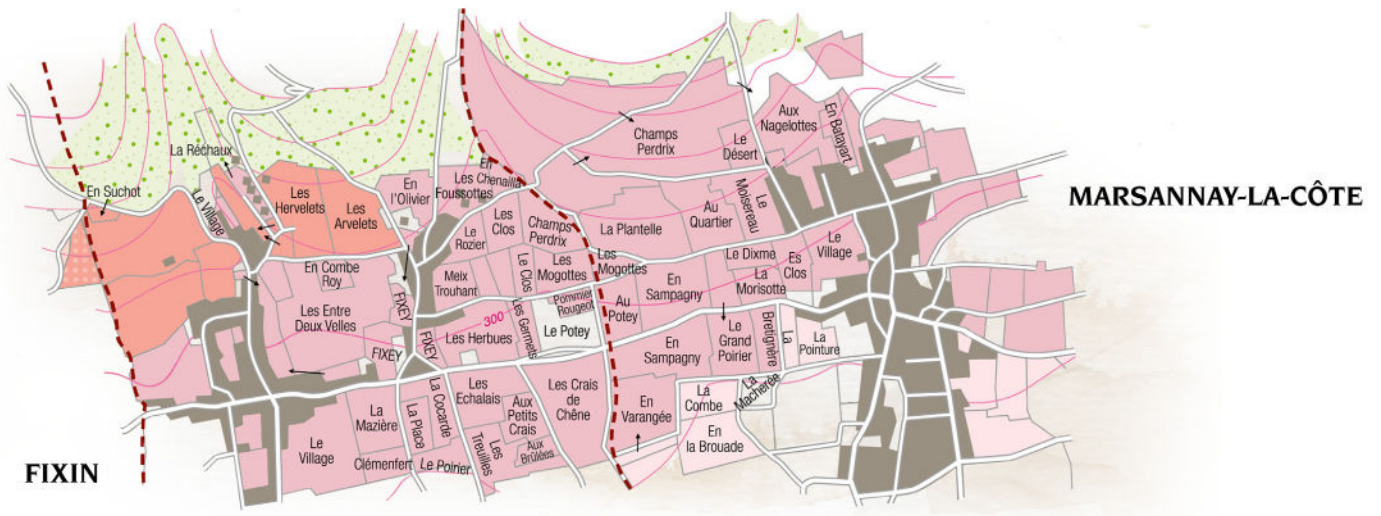 La Réchaux
En Suchot
Le Village
Les
Hervelets
Les
Arvelets
En
l'Olivier
En
Les Chenailla
Foussottes
Champs
Perdrix
Le
Désert
Aux
Nagelottes
En Batayart
MARSANNAY-LA-CÔTE
Le
Rozier
Les
Clos
Champs
Perdrix
La Plantelle
Au
Quartier
Le
Moisereau
En Combe
Roy
Meix
Trouhant
Le Clos
Les
Mogottes
Les
Mogottes
En
Sampagny
Le Dixme
La
Morisotte
Es
Clos
Le
Village
Les Entre
Deux Velles
FIXEY
FIXEY
FIXEY
300
Les Herbues
Les Germets
Pommier
Rougeot
Le Potey
Au
Potey
En
Sampagny
Le
Grand
Poirier
Bretignère
La
La
Pointure
La
Mazière
La Place
La Cocarde
Les
Echalais
Aux
Petits
Crais
Les Crais
de
Chêne
En
Varangée
La
Combe
La
Macherée
En
la Brouade
Le
Village
Clémenfert
Le Poirier
Les
Treuilles
Aux
Brûlées
FIXIN